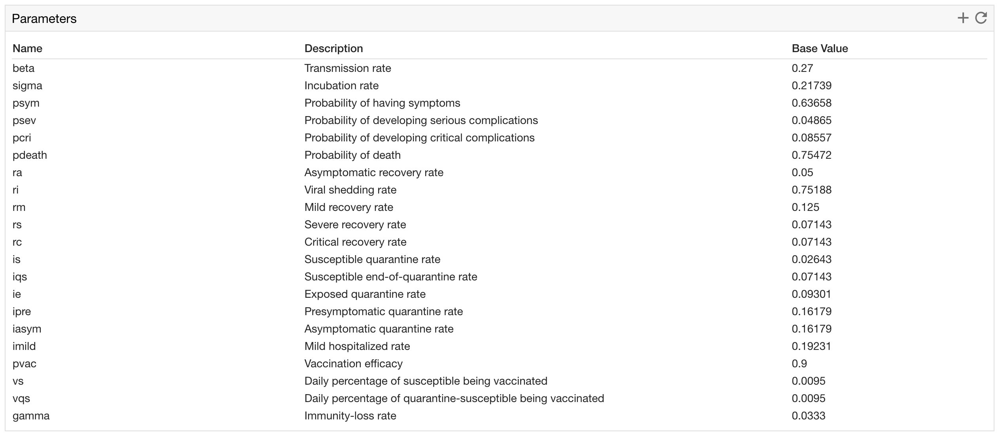 Parameters
Name Description Base Value
beta Transmission rate 0.27
sigma Incubation rate 0.21739
psym Probability of having symptoms 0.63658
psev Probability of developing serious complications 0.04865
pcri Probability of developing critical complications 0.08557
pdeath Probability of death 0.75472
ra Asymptomatic recovery rate 0.05
ri Viral shedding rate 0.75188
rm Mild recovery rate 0.125
rs Severe recovery rate 0.07143
rc Critical recovery rate 0.07143
is Susceptible quarantine rate 0.02643
iqs Susceptible end-of-quarantine rate 0.07143
ie Exposed quarantine rate 0.09301
ipre Presymptomatic quarantine rate 0.16179
iasym Asymptomatic quarantine rate 0.16179
imild Mild hospitalized rate 0.19231
pvac Vaccination efficacy 0.9
vs Daily percentage of susceptible being vaccinated 0.0095
vqs Daily percentage of quarantine-susceptible being vaccinated 0.0095
gamma Immunity-loss rate 0.0333